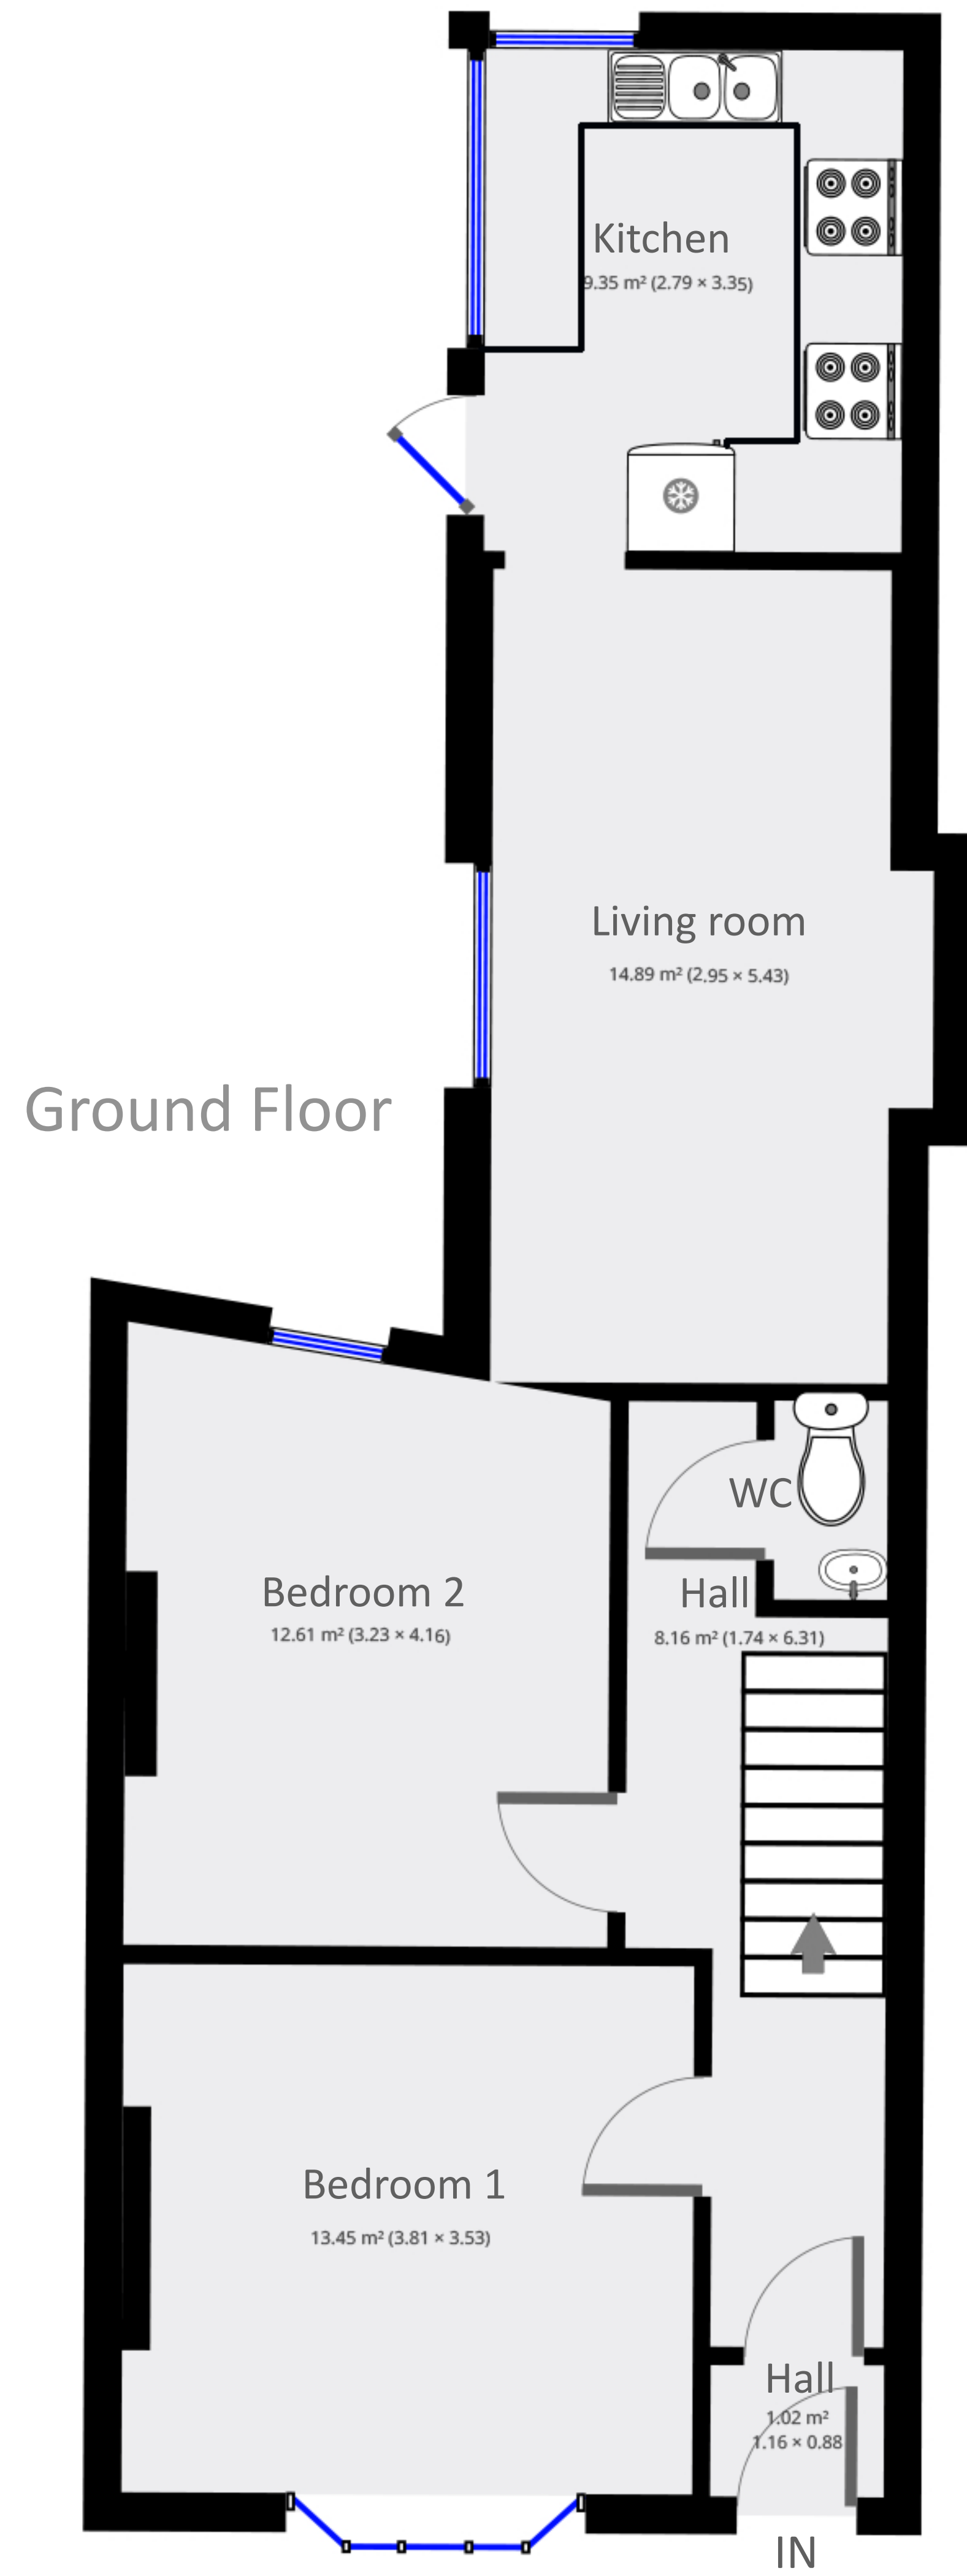 Kitchen
9.35 m² (2.79 × 3.35)
Living room
14.89 m² (2.95 × 5.43)
Ground Floor
WC
Bedroom 2
12.61 m² (3.23 × 4.16)
Hall
8.16 m² (1.74 × 6.31)
Bedroom 1
13.45 m² (3.81 × 3.53)
Hall
1.02 m²
1.16 × 0.88
IN